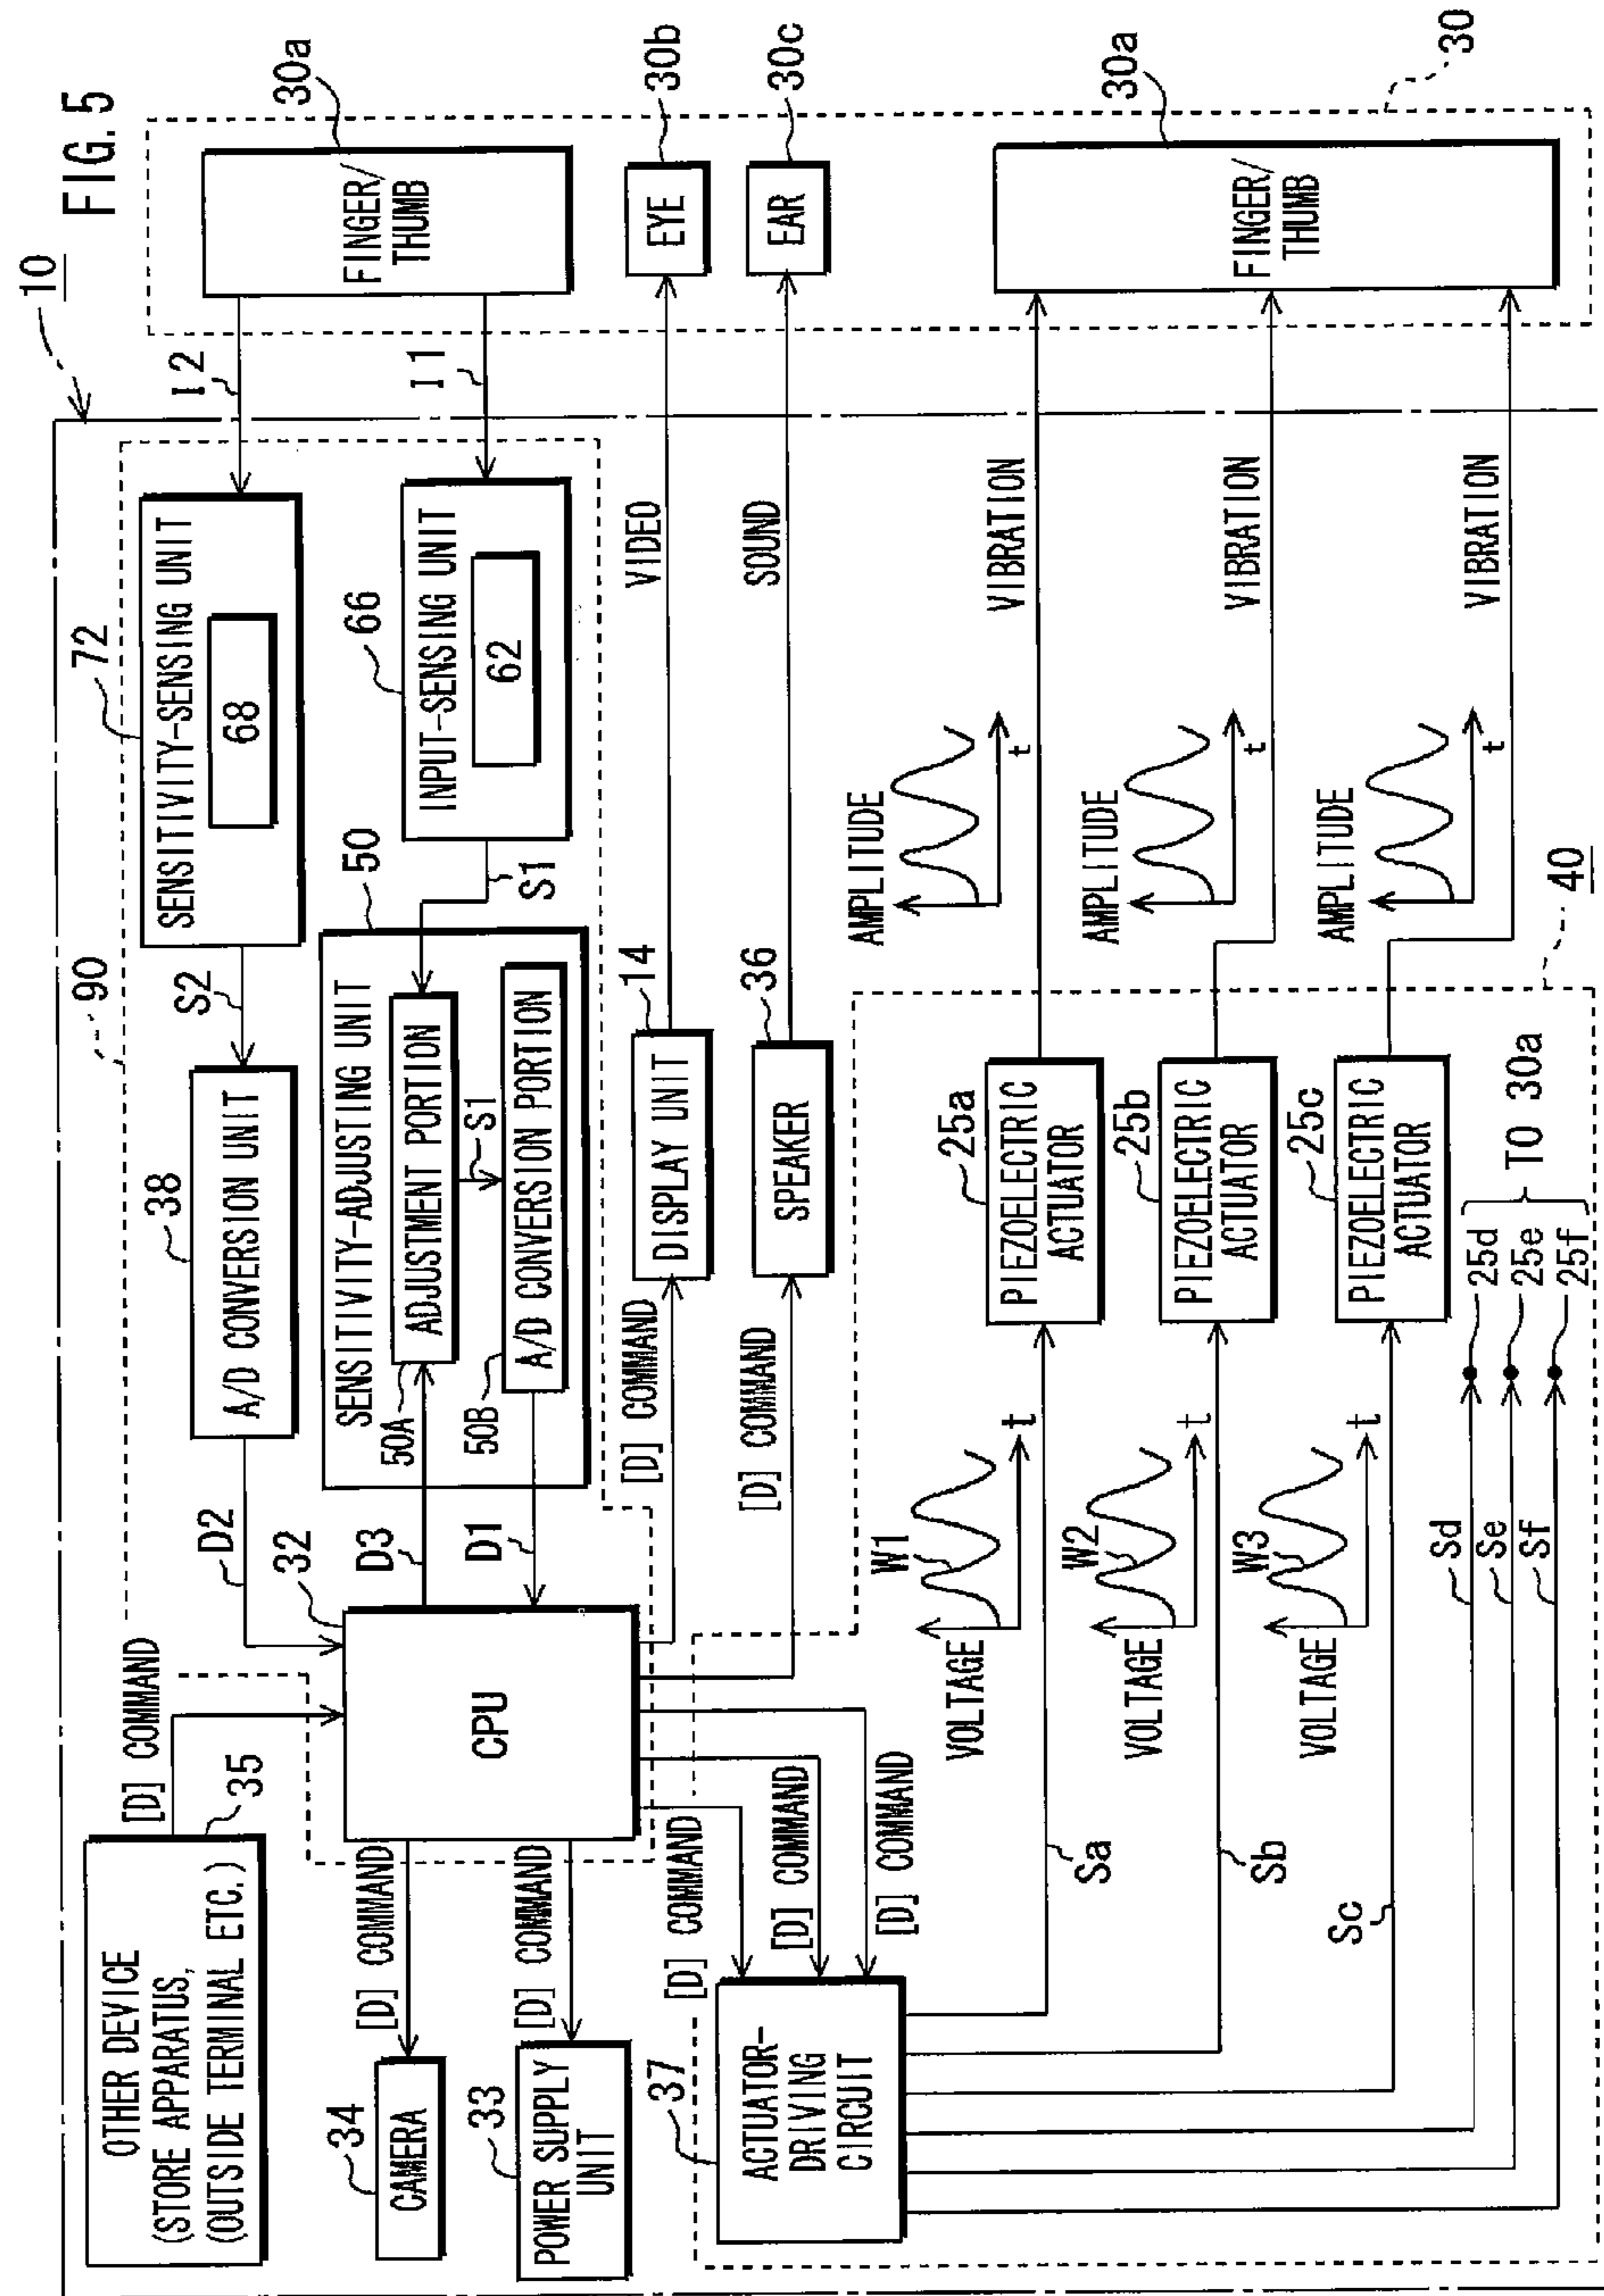 FIG. 5
10
OTHER DEVICE
(STORE APPARATUS,
(OUTSIDE TERMINAL ETC.)
35
[D] COMMAND
90
D2
38
A/D CONVERSION UNIT
S2
72
SENSITIVITY-SENSING UNIT
68
I2
30a
FINGER/
THUMB
I1
34
CAMERA
[D] COMMAND
33
POWER SUPPLY
UNIT
[D] COMMAND
32
CPU
D3
D1
SENSITIVITY-ADJUSTING UNIT
50
50A
ADJUSTMENT PORTION
S1
50B
A/D CONVERSION PORTION
S1
66
INPUT-SENSING UNIT
62
[D] COMMAND
DISPLAY UNIT
14
VIDEO
EYE
30b
[D] COMMAND
SPEAKER
36
SOUND
EAR
30c
37
ACTUATOR-
DRIVING
CIRCUIT
[D] COMMAND
[D] COMMAND
[D] COMMAND
Sa
VOLTAGE
W1
t
25a
PIEZOELECTRIC
ACTUATOR
AMPLITUDE
t
VIBRATION
Sb
VOLTAGE
W2
t
25b
PIEZOELECTRIC
ACTUATOR
AMPLITUDE
t
VIBRATION
Sc
VOLTAGE
W3
t
25c
PIEZOELECTRIC
ACTUATOR
AMPLITUDE
t
VIBRATION
30a
FINGER/
THUMB
30
Sd
25d
Se
25e
Sf
25f
TO 30a
40